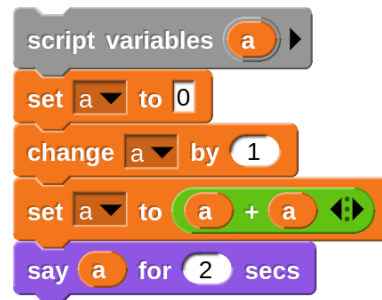 script variables a
set a to 0
change a by 1
set a to a + a
say a for 2 secs